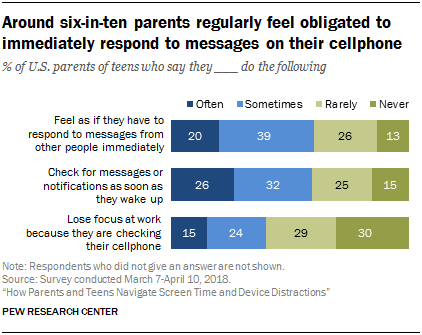 Around six-in-ten parents regularly feel obligated to
immediately respond to messages on their cellphone
% of U.S. parents of teens who say they ___ do the following
Often Sometimes Rarely Never
Feel as if they have to
respond to messages from
other people immediately
20 39 26 13
Check for messages or
notifications as soon as
they wake up
26 32 25 15
Lose focus at work
because they are checking
their cellphone
15 24 29 30
Note: Respondents who did not give an answer are not shown.
Source: Survey conducted March 7-April 10, 2018.
“How Parents and Teens Navigate Screen Time and Device Distractions”
PEW RESEARCH CENTER